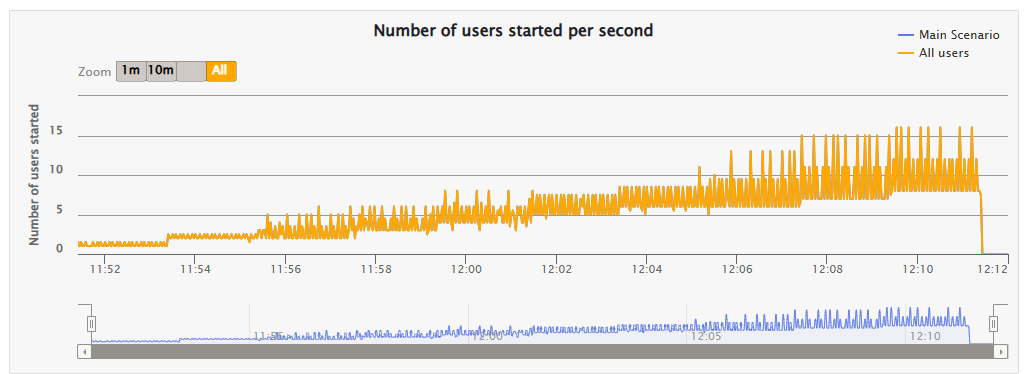 Number of users started per second
Main Scenario
All users
Zoom 1m 10m All
Number of users started
15
10
5
0
11:52 11:54 11:56 11:58 12:00 12:02 12:04 12:06 12:08 12:10 12:12
12:00 12:05 12:10